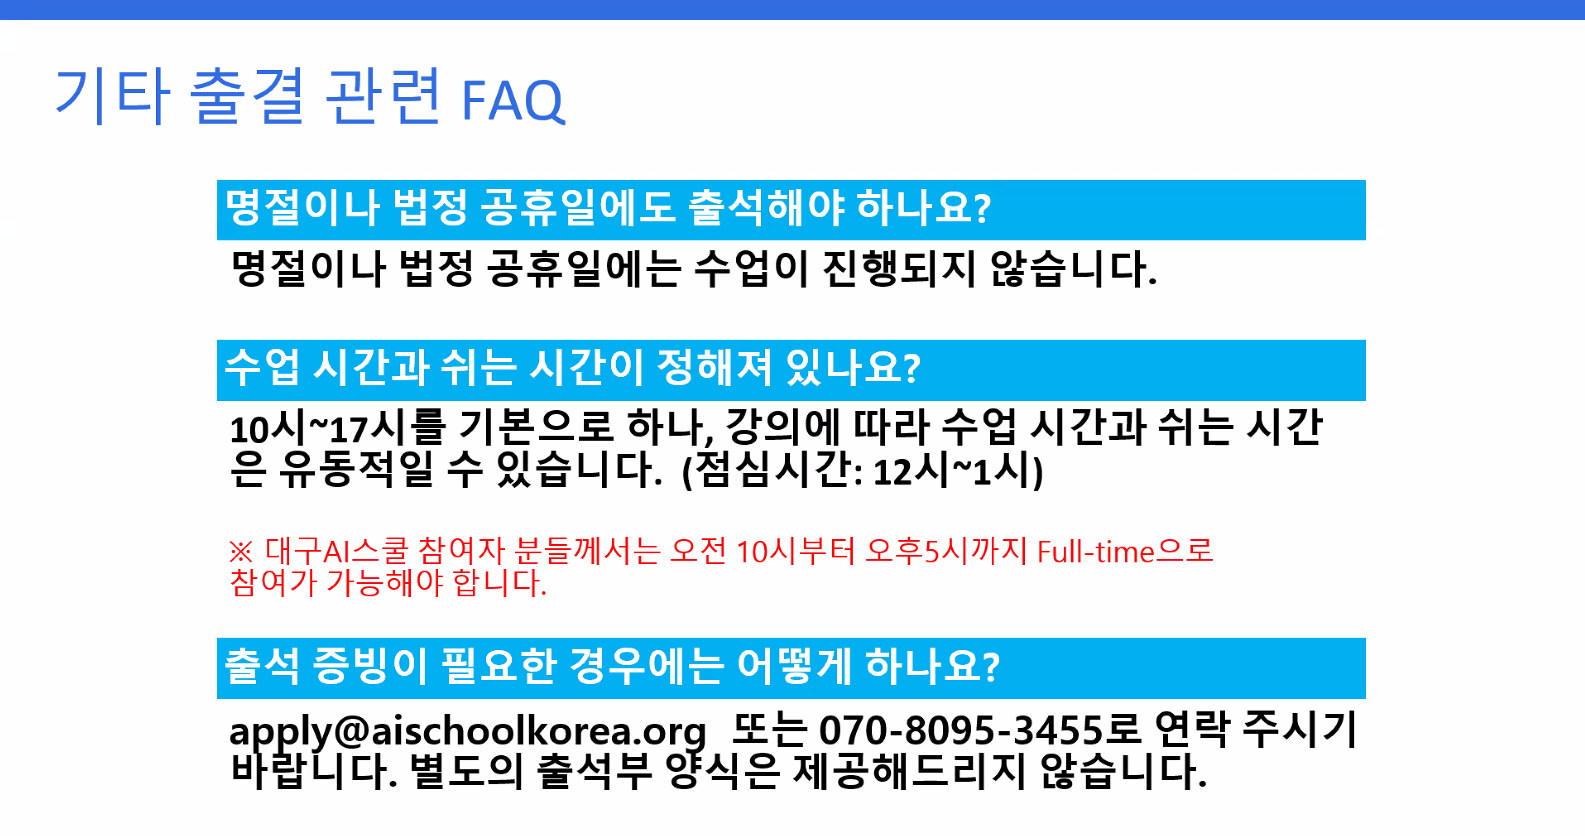 기타 출결 관련 FAQ
명절이나 법정 공휴일에도 출석해야 하나요?
명절이나 법정 공휴일에는 수업이 진행되지 않습니다.
수업 시간과 쉬는 시간이 정해져 있나요?
10시~17시를 기본으로 하나, 강의에 따라 수업 시간과 쉬는 시간
은 유동적일 수 있습니다. (점심시간: 12시~1시)
※ 대구AI스쿨 참여자 분들께서는 오전 10시부터 오후5시까지 Full-time으로
참여가 가능해야 합니다.
출석 증빙이 필요한 경우에는 어떻게 하나요?
apply@aischoolkorea.org 또는 070-8095-3455로 연락 주시기
바랍니다. 별도의 출석부 양식은 제공해드리지 않습니다.